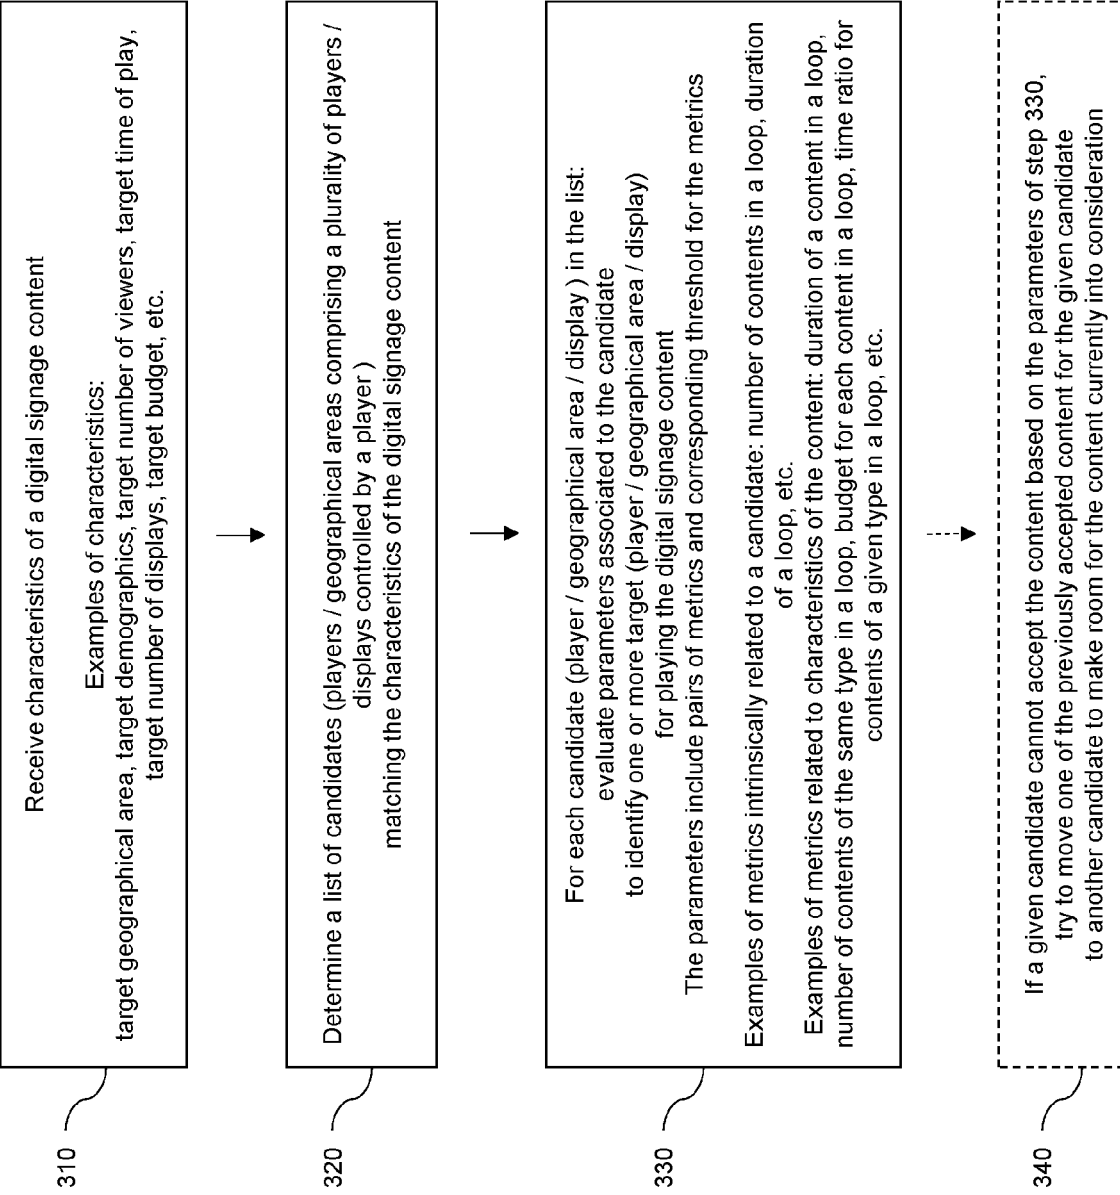 310
Receive characteristics of a digital signage content
Examples of characteristics:
target geographical area, target demographics, target number of viewers, target time of play,
target number of displays, target budget, etc.
320
Determine a list of candidates (players / geographical areas comprising a plurality of players /
displays controlled by a player )
matching the characteristics of the digital signage content
330
For each candidate (player / geographical area / display ) in the list:
evaluate parameters associated to the candidate
to identify one or more target (player / geographical area / display)
for playing the digital signage content
The parameters include pairs of metrics and corresponding threshold for the metrics
Examples of metrics intrinsically related to a candidate: number of contents in a loop, duration
of a loop, etc.
Examples of metrics related to characteristics of the content: duration of a content in a loop,
number of contents of the same type in a loop, budget for each content in a loop, time ratio for
contents of a given type in a loop, etc.
340
If a given candidate cannot accept the content based on the parameters of step 330,
try to move one of the previously accepted content for the given candidate
to another candidate to make room for the content currently into consideration